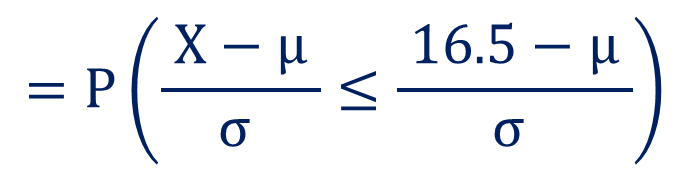 = P((X − μ)/σ ≤ (16.5 − μ)/σ)